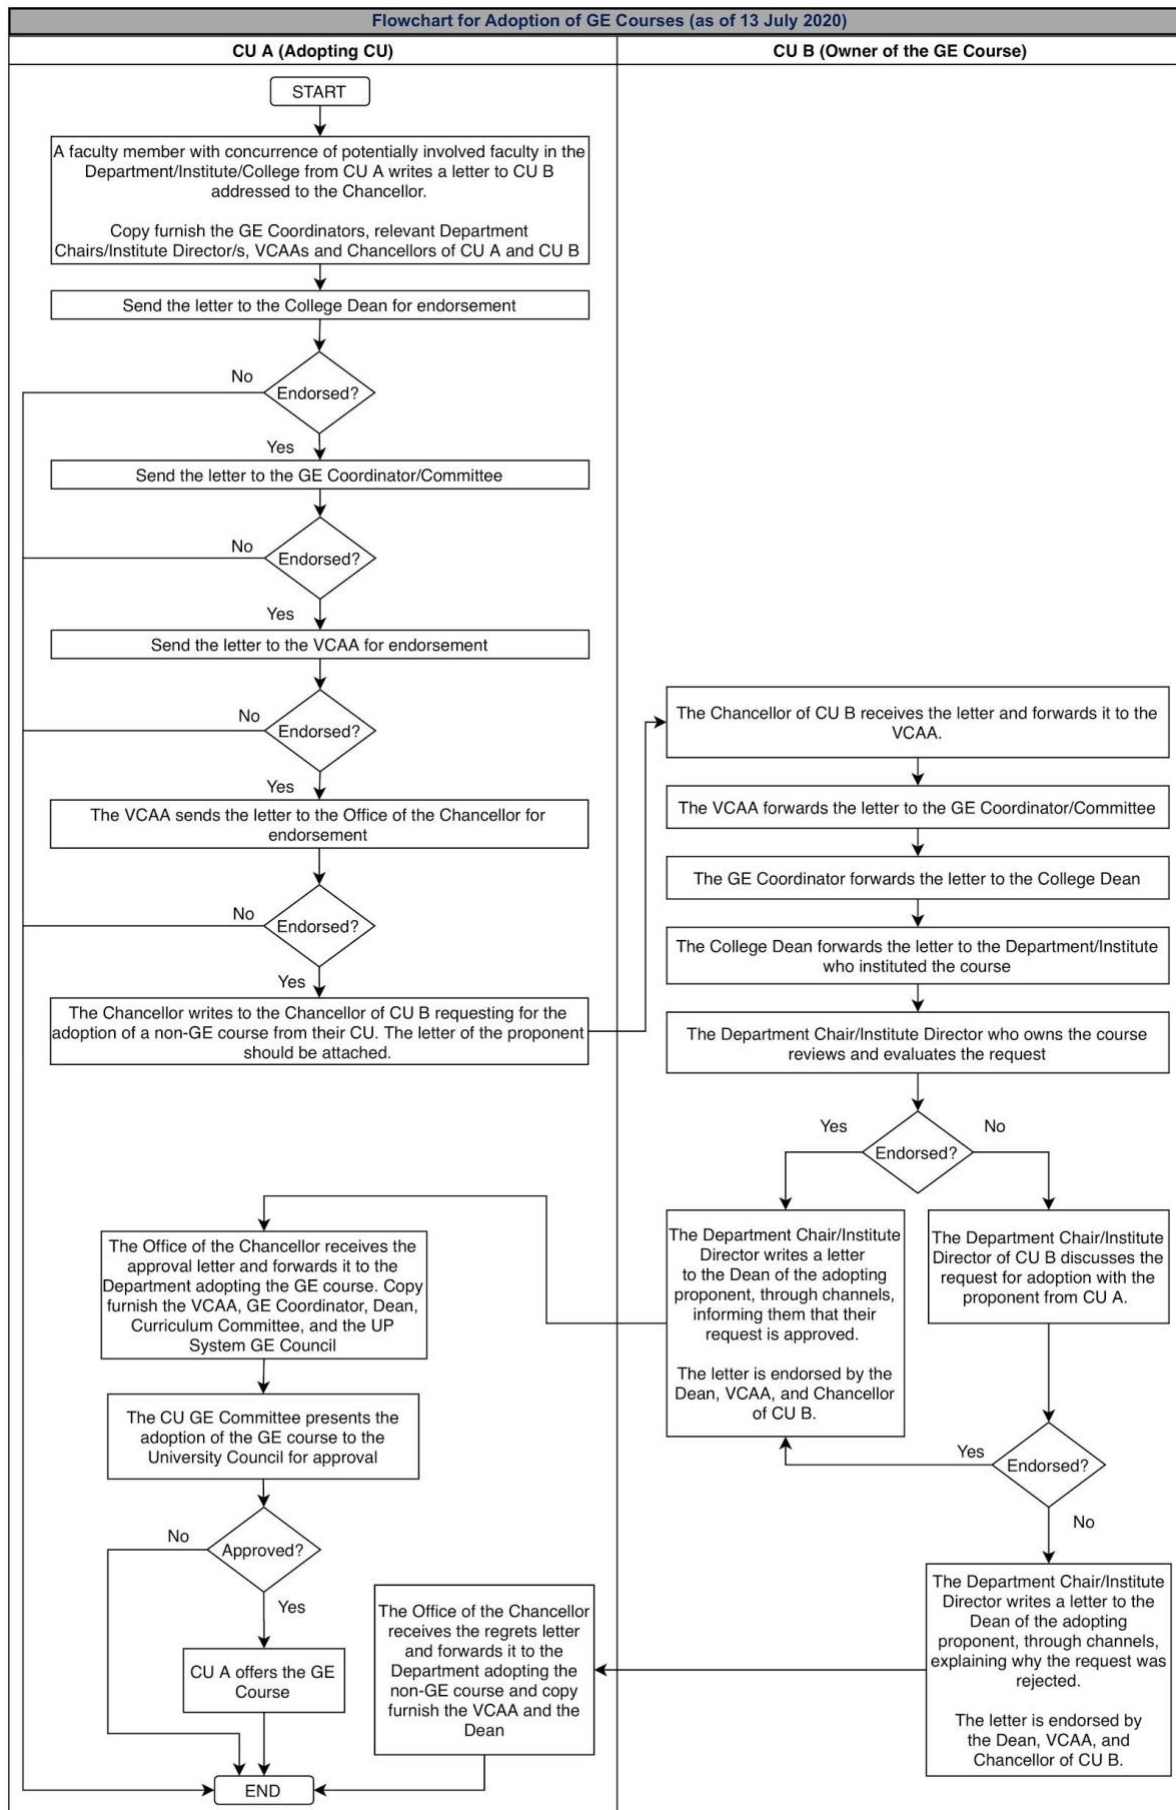 Flowchart for Adoption of GE Courses (as of 13 July 2020)
CU A (Adopting CU)
CU B (Owner of the GE Course)
START
A faculty member with concurrence of potentially involved faculty in the
Department/Institute/College from CU A writes a letter to CU B
addressed to the Chancellor.
Copy furnish the GE Coordinators, relevant Department
Chairs/Institute Director/s, VCAAs and Chancellors of CU A and CU B
Send the letter to the College Dean for endorsement
No
Endorsed?
Yes
Send the letter to the GE Coordinator/Committee
No
Endorsed?
Yes
Send the letter to the VCAA for endorsement
No
Endorsed?
Yes
The VCAA sends the letter to the Office of the Chancellor for
endorsement
No
Endorsed?
Yes
The Chancellor writes to the Chancellor of CU B requesting for the
adoption of a non-GE course from their CU. The letter of the proponent
should be attached.
The Chancellor of CU B receives the letter and forwards it to the
VCAA.
The VCAA forwards the letter to the GE Coordinator/Committee
The GE Coordinator forwards the letter to the College Dean
The College Dean forwards the letter to the Department/Institute
who instituted the course
The Department Chair/Institute Director who owns the course
reviews and evaluates the request
Yes
Endorsed?
No
The Department Chair/Institute
Director writes a letter
to the Dean of the adopting
proponent, through channels,
informing them that their
request is approved.
The letter is endorsed by the
Dean, VCAA, and Chancellor
of CU B.
The Department Chair/Institute
Director of CU B discusses the
request for adoption with the
proponent from CU A.
Yes
Endorsed?
No
The Department Chair/Institute
Director writes a letter to the
Dean of the adopting
proponent, through channels,
explaining why the request was
rejected.
The letter is endorsed by
the Dean, VCAA, and
Chancellor of CU B.
The Office of the Chancellor receives the
approval letter and forwards it to the
Department adopting the GE course. Copy
furnish the VCAA, GE Coordinator, Dean,
Curriculum Committee, and the UP
System GE Council
The CU GE Committee presents the
adoption of the GE course to the
University Council for approval
No
Approved?
Yes
CU A offers the GE
Course
The Office of the Chancellor
receives the regrets letter
and forwards it to the
Department adopting the
non-GE course and copy
furnish the VCAA and the
Dean
END